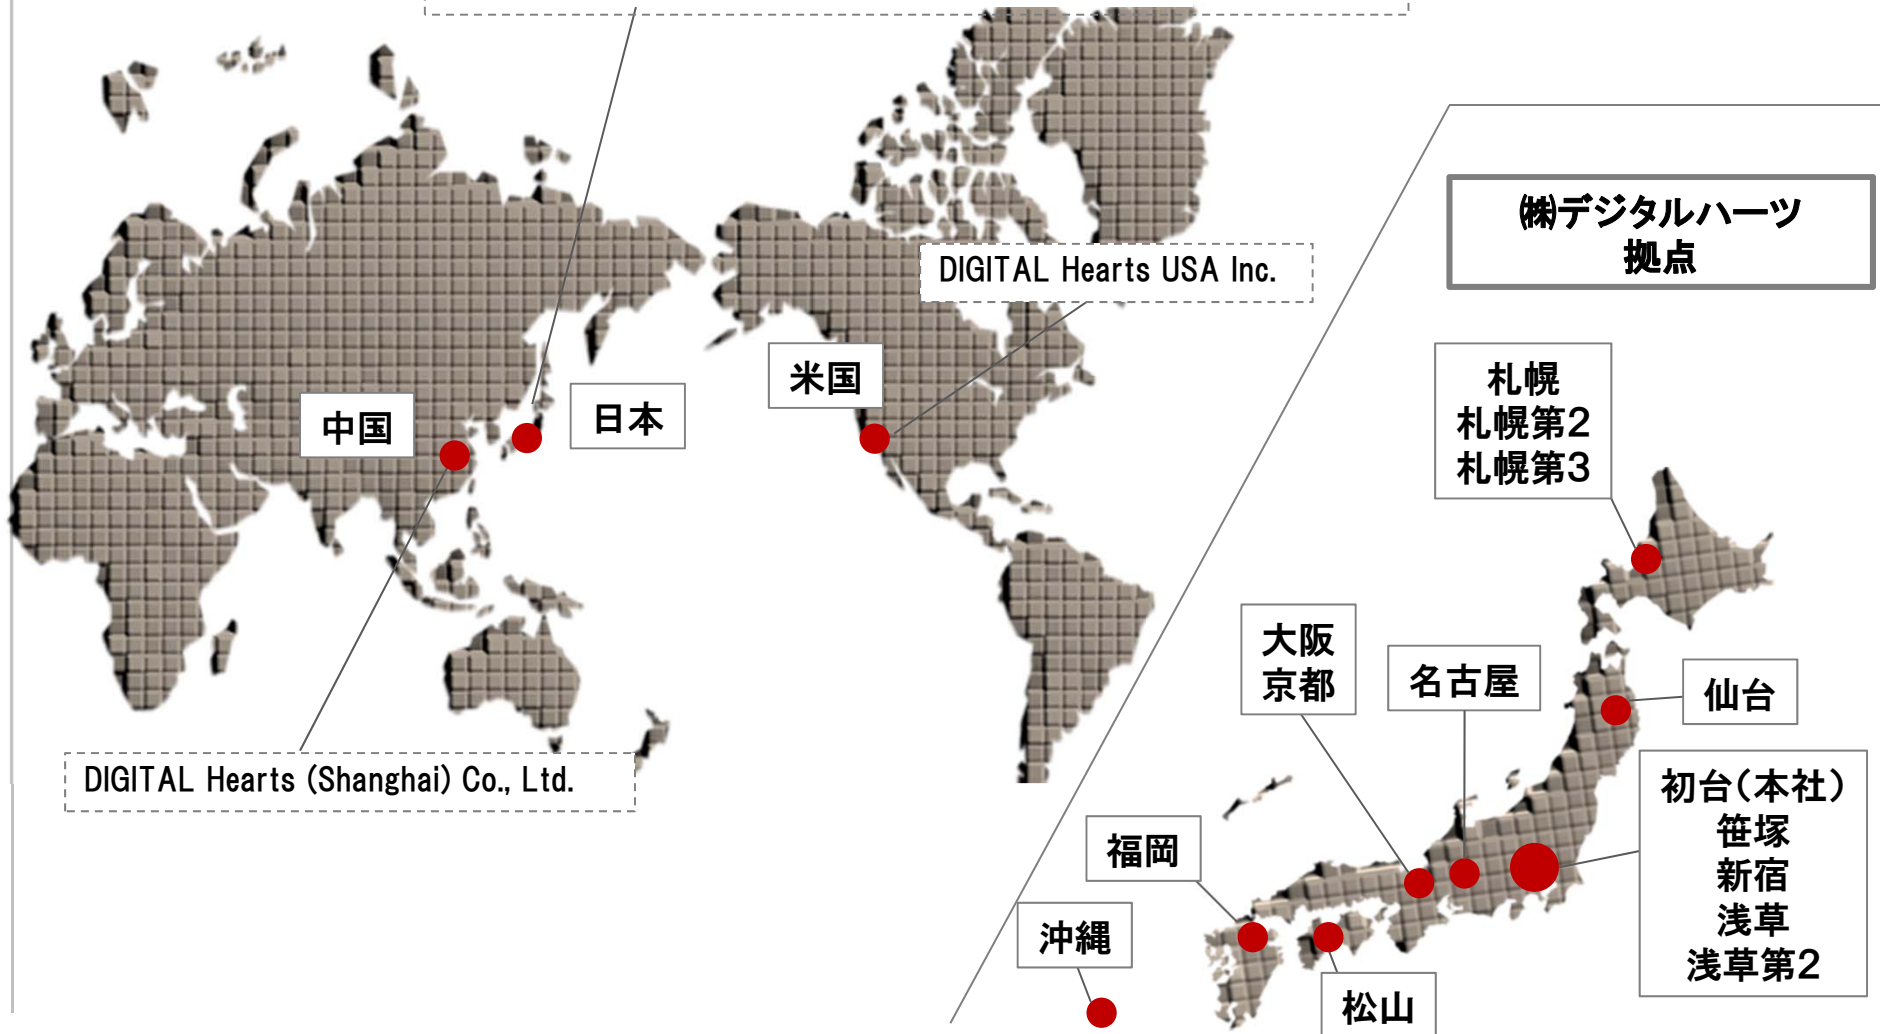 DIGITAL Hearts USA Inc.
㈱デジタルハーツ
拠点
米国
中国
日本
札幌
札幌第2
札幌第3
大阪
京都
名古屋
仙台
DIGITAL Hearts (Shanghai) Co., Ltd.
初台(本社)
笹塚
新宿
浅草
浅草第2
福岡
沖縄
松山